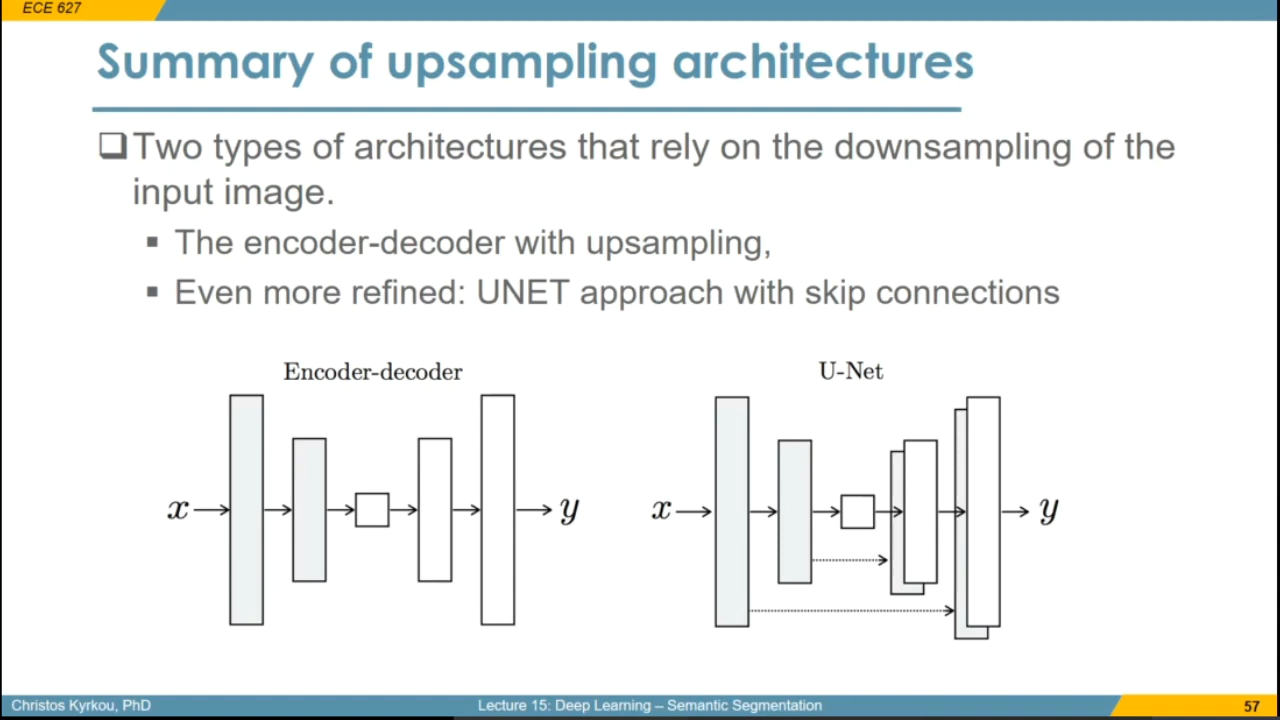 ECE 627
Summary of upsampling architectures
❑Two types of architectures that rely on the downsampling of the
input image.
▪ The encoder-decoder with upsampling,
▪ Even more refined: UNET approach with skip connections
Encoder-decoder
x
y
U-Net
x
y
Christos Kyrkou, PhD
Lecture 15: Deep Learning – Semantic Segmentation
57